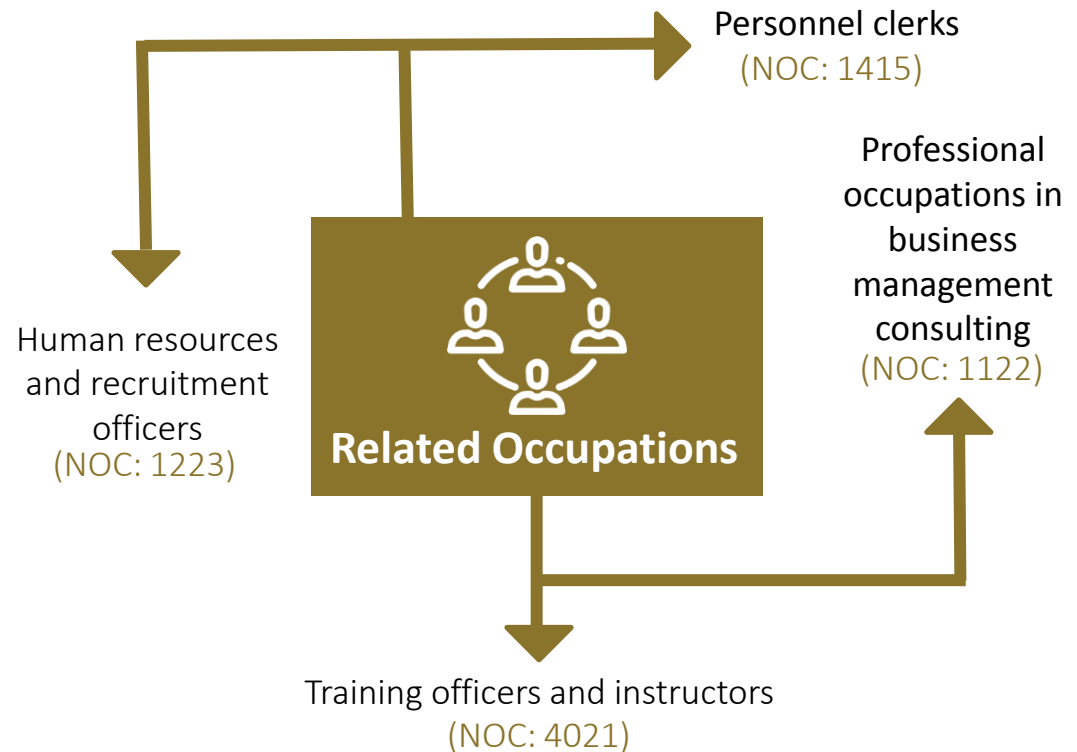 Personnel clerks
(NOC: 1415)
Professional
occupations in
business
management
consulting
(NOC: 1122)
Human resources
and recruitment
officers
(NOC: 1223)
Related Occupations
Training officers and instructors
(NOC: 4021)